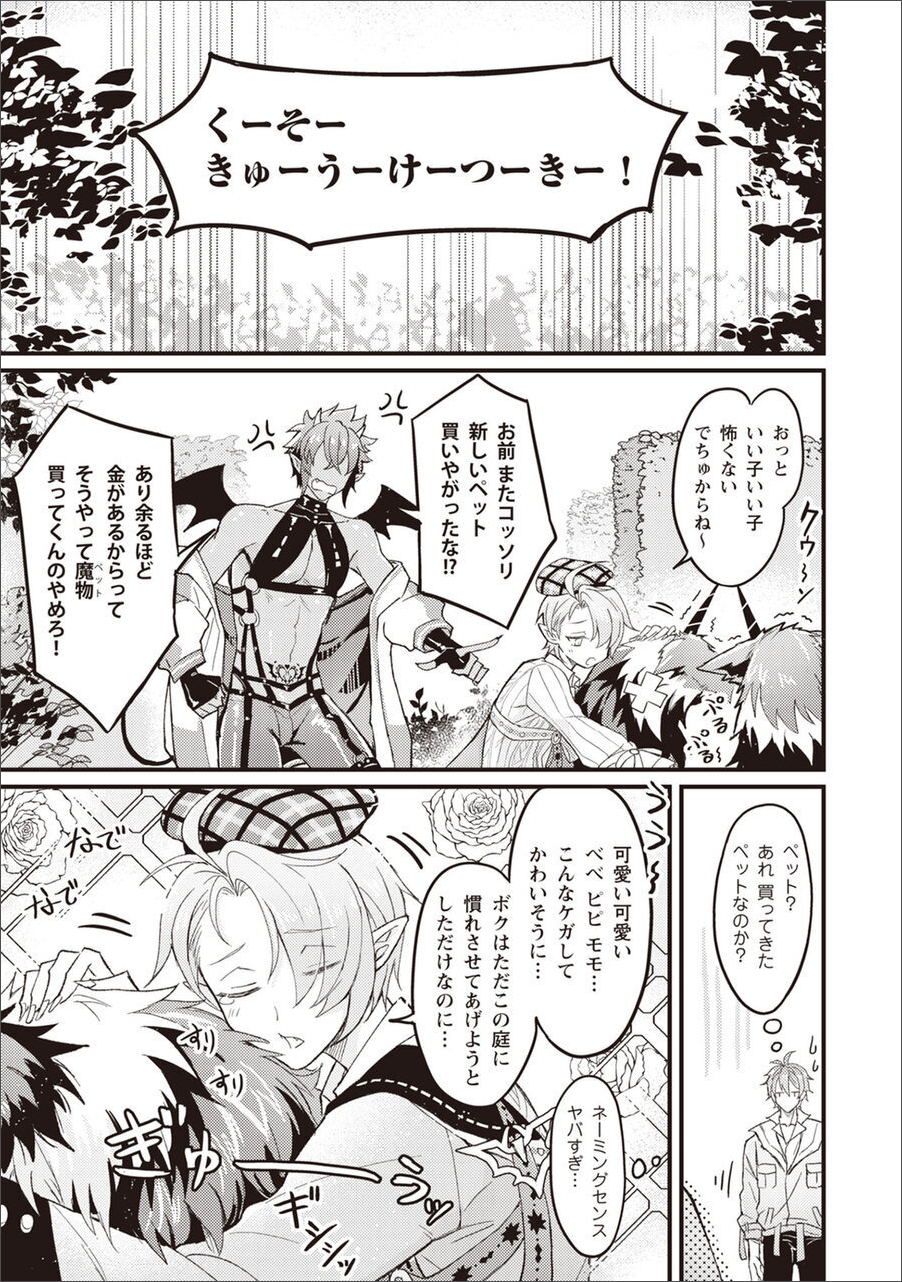 くーそー
きゅーうーけーつーきー！
おっと
いい子いい子
怖くない
でちゅからね～
クゥーン
ぷる
ぷる
お前 またコッソリ
新しいペット
買いやがったな!?
あり余るほど
金があるからって
そうやって魔物
ペット
買ってくんのやめろ！
ペット？
あれ 買ってきた
ペットなのか？
可愛い可愛い
ベベ ピピ モモ…
こんなケガして
かわいそうに…
ボクはただこの庭に
慣れさせてあげようと
しただけなのに…
ネーミングセンス
ヤバすぎ…
なで
なで
すり
すり
ぎゅー
ギシシッ